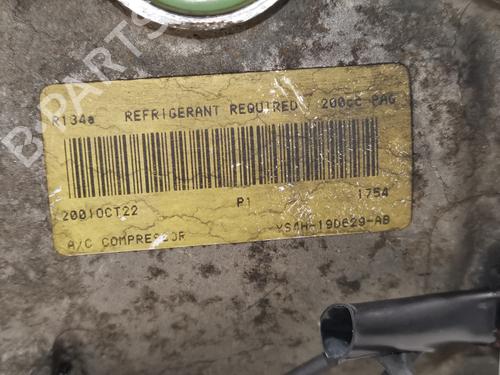 B-PARTS
R134a REFRIGERANT REQUIRED 200cc PAG
2001OCT22 P1 1754
A/C COMPRESSOR YS4H-19D629-AB